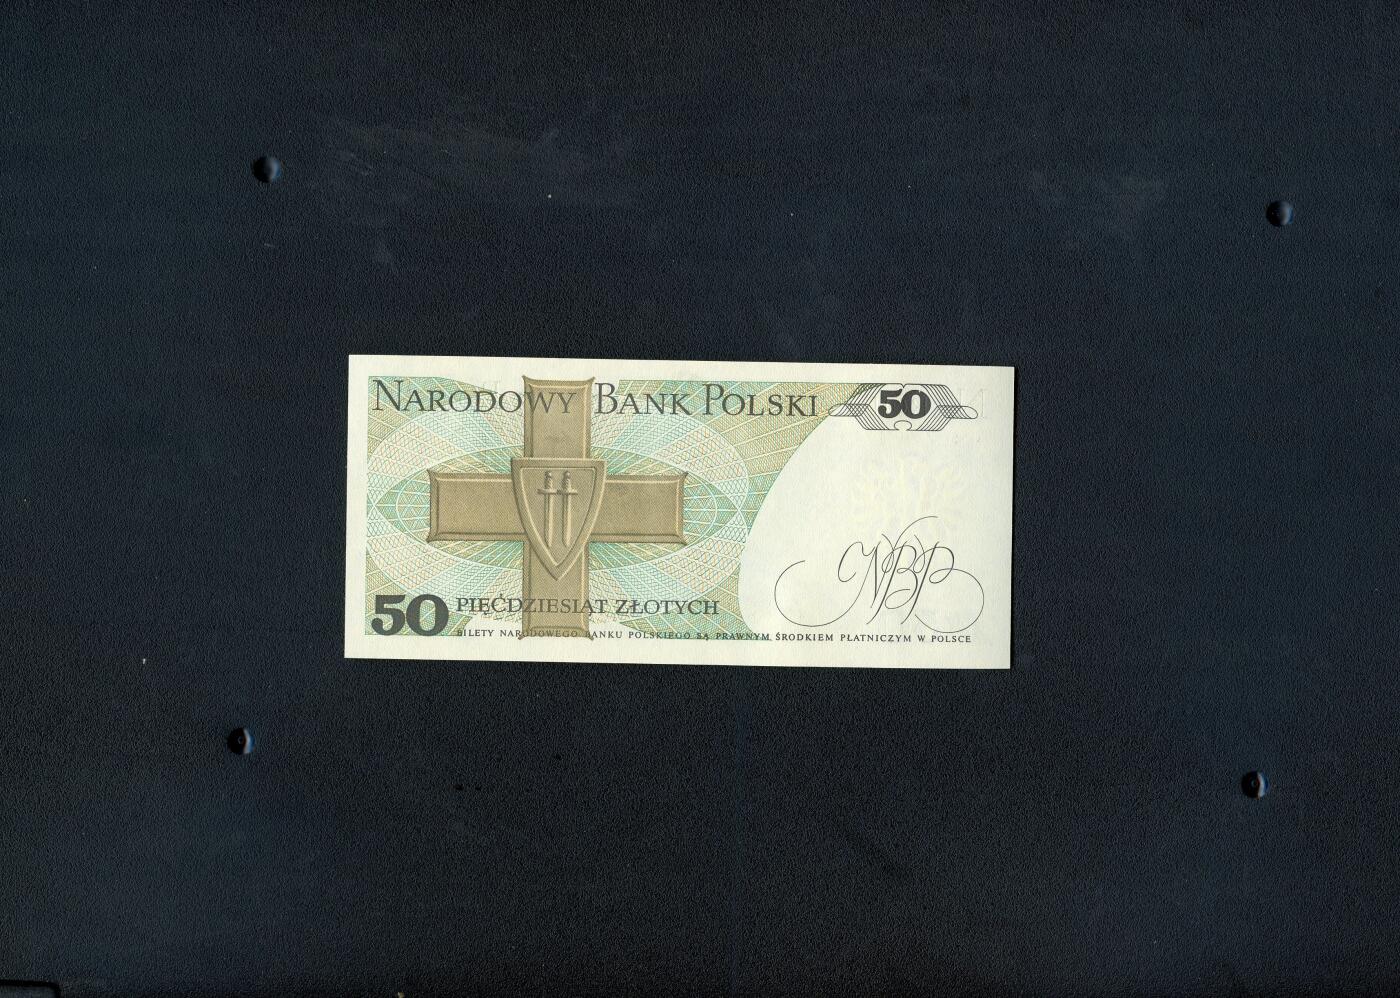 NARODOWY BANK POLSKI 50
NBP
50 PIĘĆDZIESIĄT ZŁOTYCH
BILETY NARODOWEGO BANKU POLSKIEGO SĄ PRAWNYM ŚRODKIEM PŁATNICZYM W POLSCE